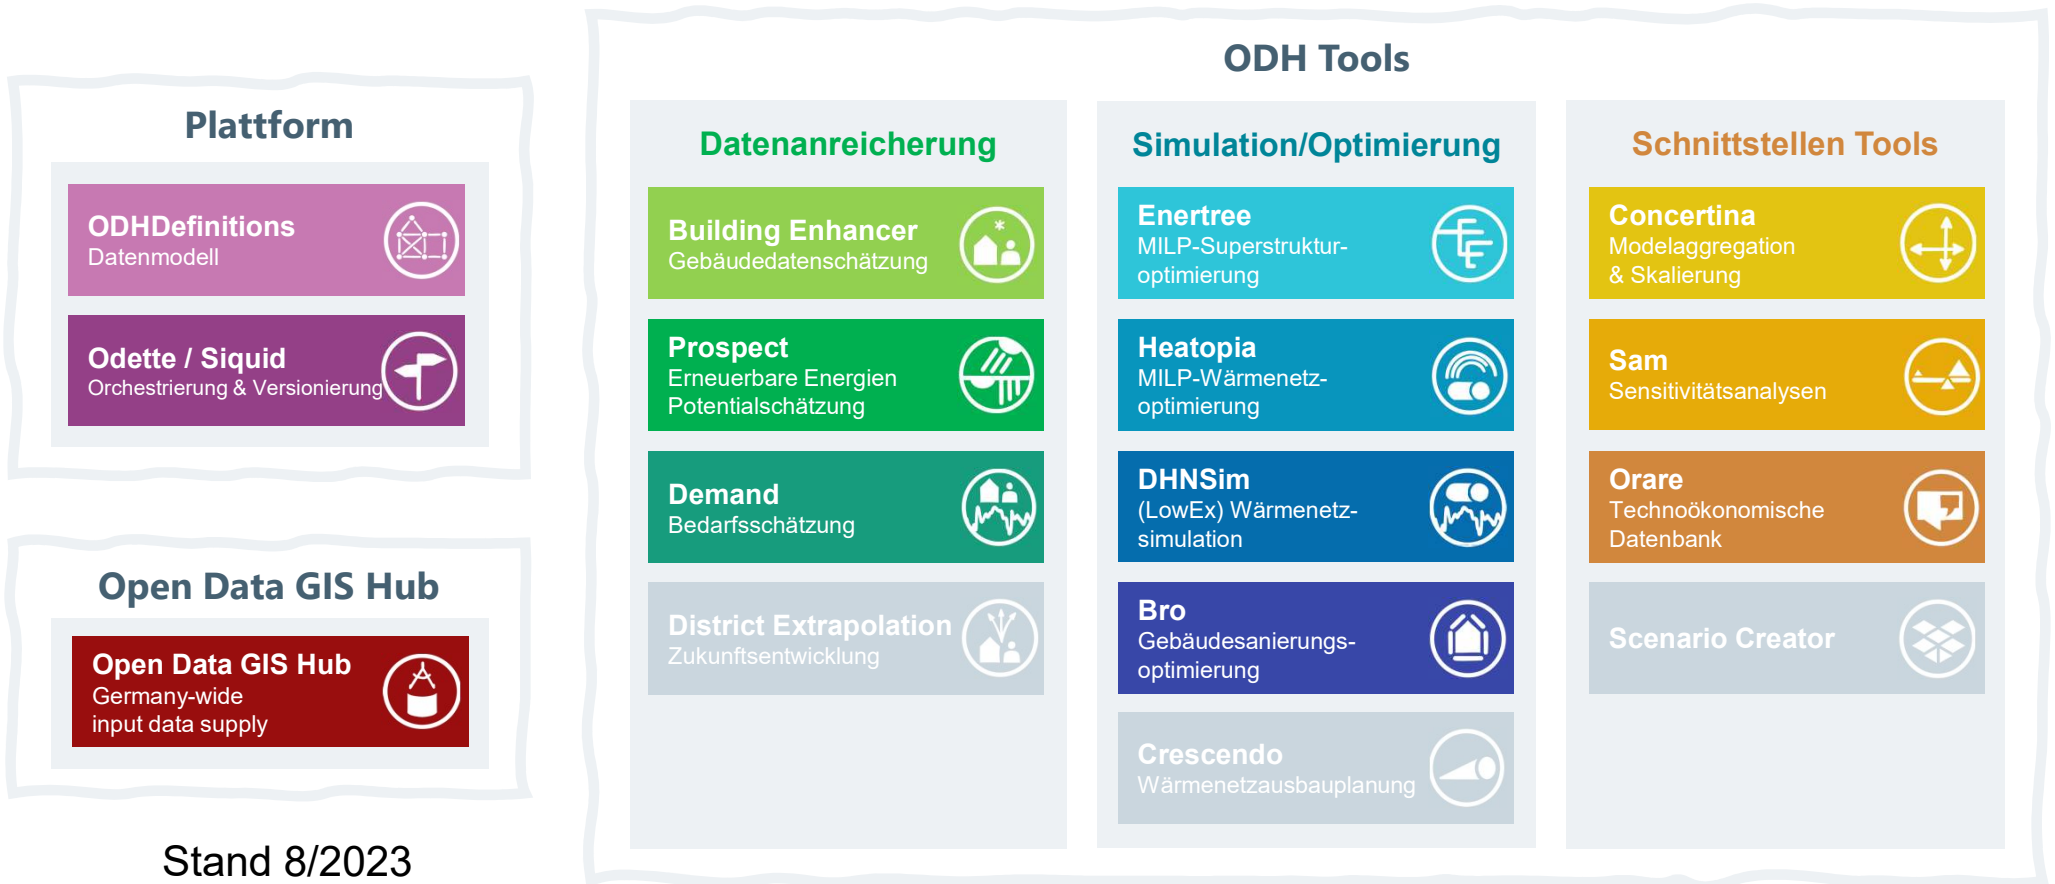 Plattform
ODHDefinitions
Datenmodell
Odette / Siquid
Orchestrierung & Versionierung
Open Data GIS Hub
Open Data GIS Hub
Germany-wide
input data supply
Stand 8/2023
ODH Tools
Datenanreicherung
Building Enhancer
Gebäudedatenschätzung
Prospect
Erneuerbare Energien
Potentialschätzung
Demand
Bedarfsschätzung
District Extrapolation
Zukunftsentwicklung
Simulation/Optimierung
Enertree
MILP-Superstruktur-
optimierung
Heatopia
MILP-Wärmenetz-
optimierung
DHNSim
(LowEx) Wärmenetz-
simulation
Bro
Gebäudesanierungs-
optimierung
Crescendo
Wärmenetzausbauplanung
Schnittstellen Tools
Concertina
Modelaggregation
& Skalierung
Sam
Sensitivitätsanalysen
Orare
Technoökonomische
Datenbank
Scenario Creator